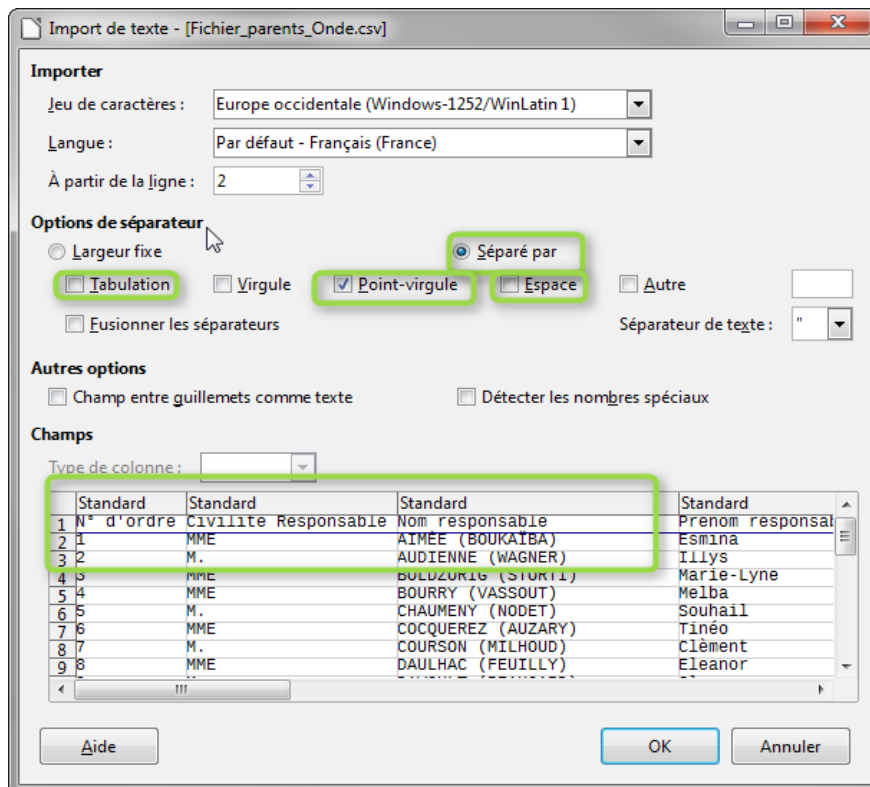 Import de texte - [Fichier_parents_Onde.csv]
Importer
Jeu de caractères : Europe occidentale (Windows-1252/WinLatin 1)
Langue : Par défaut - Français (France)
À partir de la ligne : 2
Options de séparateur
Largeur fixe Séparé par
Tabulation Virgule Point-virgule Espace Autre
Fusionner les séparateurs Séparateur de texte : "
Autres options
Champ entre guillemets comme texte Détecter les nombres spéciaux
Champs
Type de colonne :
Standard Standard Standard Standard
1 N° d'ordre Civilite Responsable Nom responsable Prenom responsab
2 1 MME AIMÉE (BOUKAÏBA) Esmina
3 2 M. AUDIENNE (WAGNER) Illys
4 3 MME BOLDZURIG (STURTI) Marie-Lyne
5 4 MME BOURRY (VASSOUT) Melba
6 5 M. CHAUMENY (NODET) Souhail
7 6 MME COCQUEREZ (AUZARY) Tinéo
8 7 M. COURSON (MILHOUD) Clèment
9 8 MME DAULHAC (FEUILLY) Eleanor
Aide OK Annuler